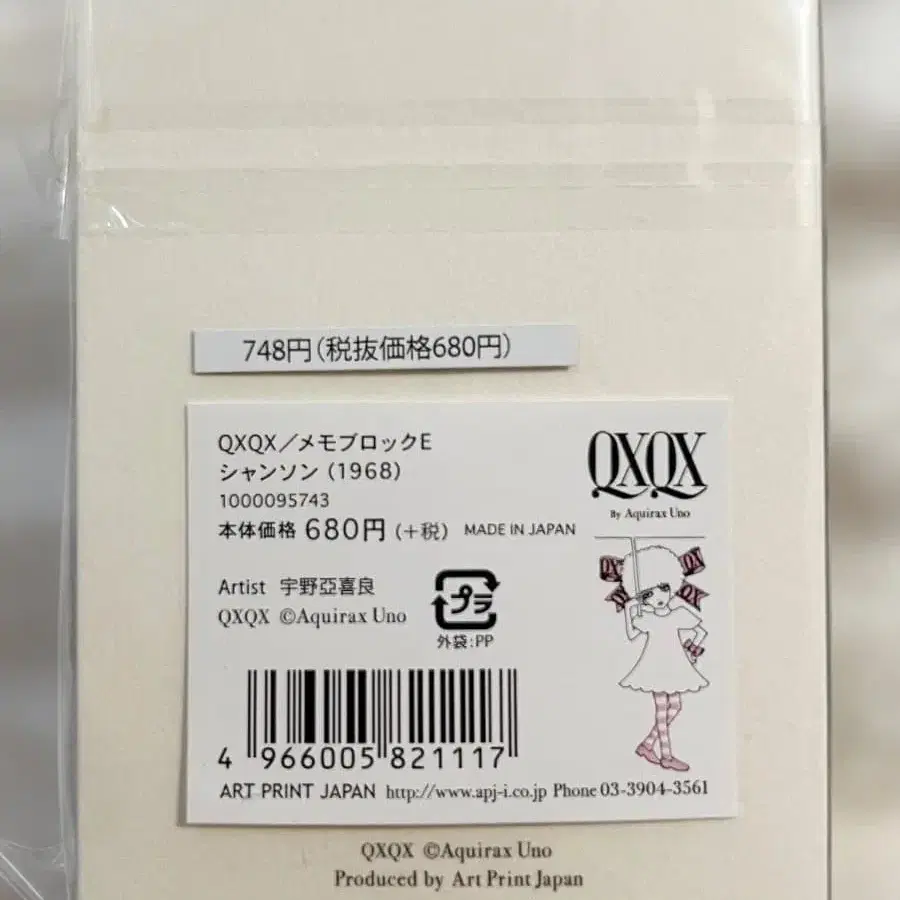 748円(税抜価格680円)
QXQX／メモブロックE
シャンソン (1968)
1000095743
本体価格 680円 (+税) MADE IN JAPAN
Artist 宇野亞喜良
QXQX ©Aquirax Uno
プラ
外袋:PP
QXQX
By Aquirax Uno
QX QX
QX QX
4 966005 821117
ART PRINT JAPAN http://www.apj-i.co.jp Phone 03-3904-3561
QXQX ©Aquirax Uno
Produced by Art Print Japan